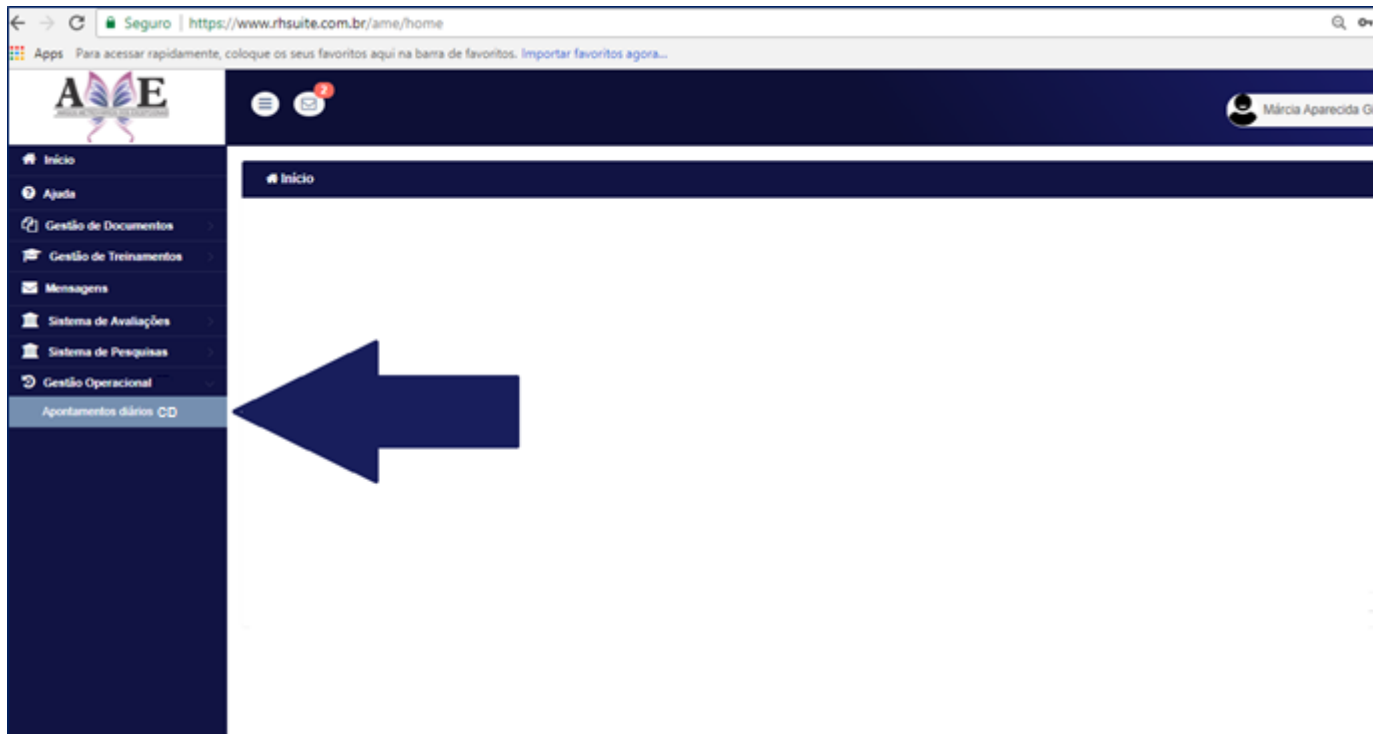 Seguro | https://www.rhsuite.com.br/ame/home
Apps Para acessar rapidamente, coloque os seus favoritos aqui na barra de favoritos. Importar favoritos agora...
AME
2
Márcia Aparecida Gi
Início
Início
Ajuda
Gestão de Documentos
Gestão de Treinamentos
Mensagens
Sistema de Avaliações
Sistema de Pesquisas
Gestão Operacional
Apontamentos diários CD